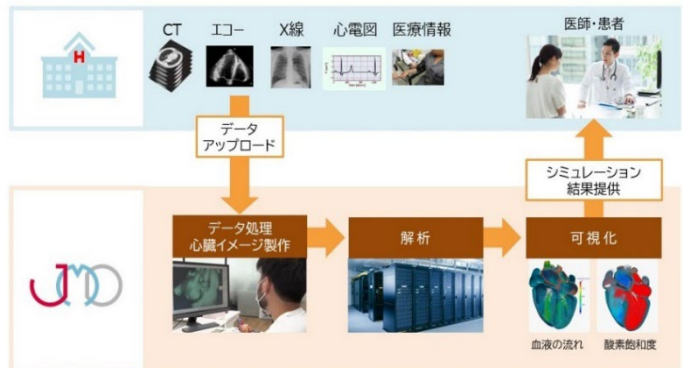 CT
エコー
X線
心電図
医療情報
医師・患者
H
データ
アップロード
シミュレーション
結果提供
データ処理
心臓イメージ製作
解析
可視化
JMO
血液の流れ
酸素飽和度